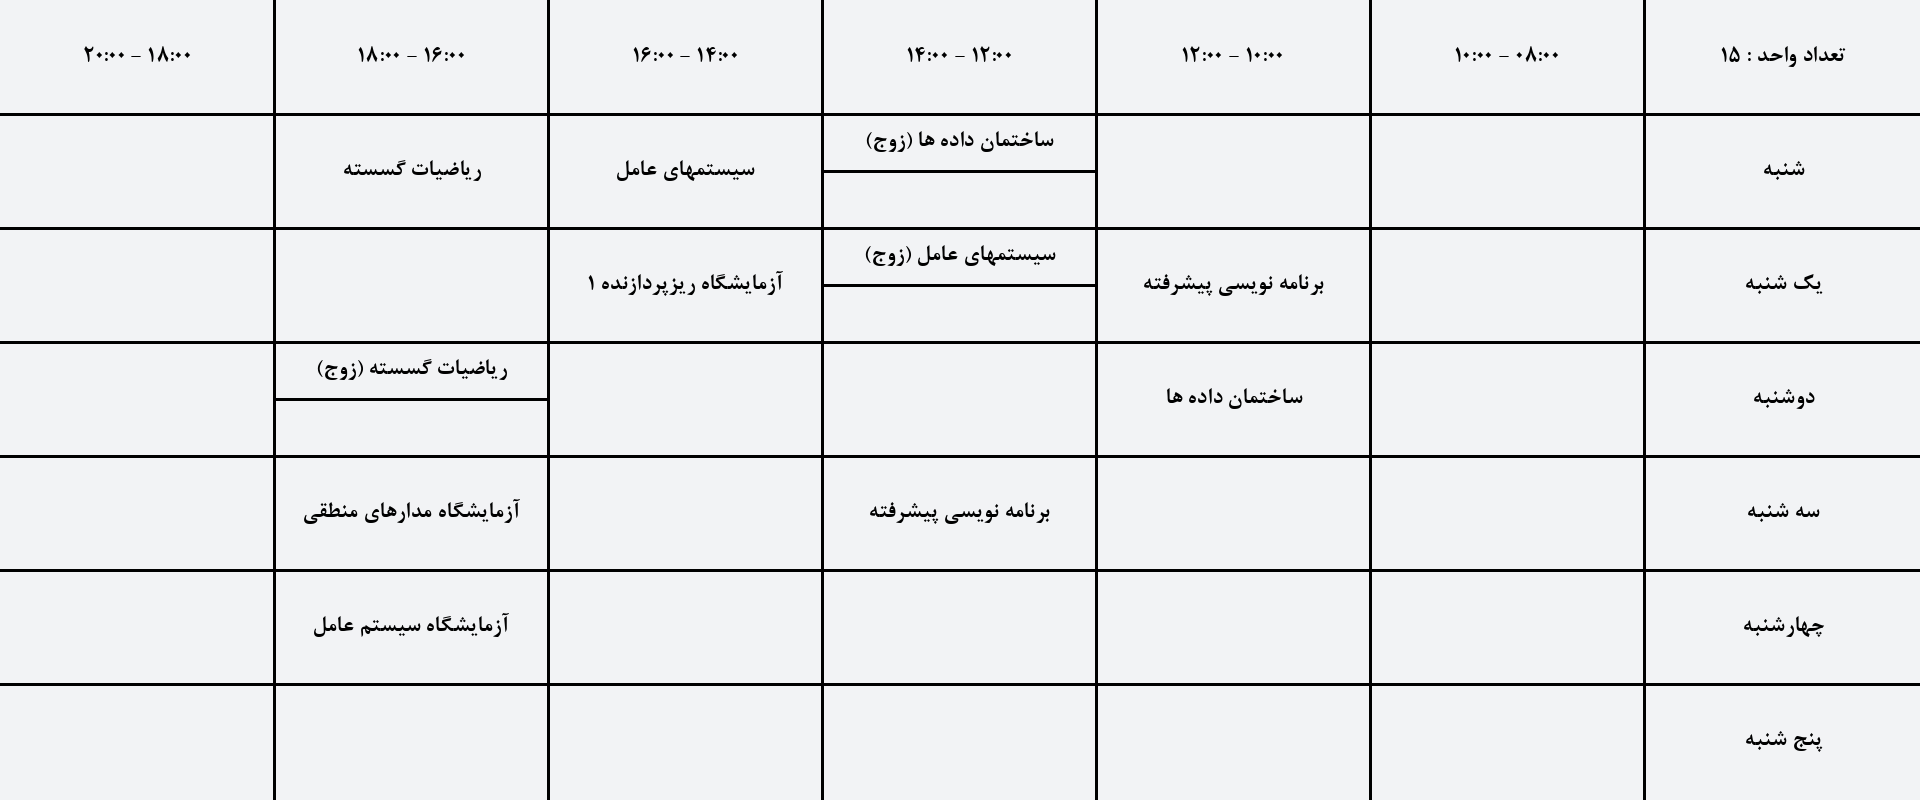 تعداد واحد : ۱۵
۰۸:۰۰ - ۱۰:۰۰
۱۰:۰۰ - ۱۲:۰۰
۱۲:۰۰ - ۱۴:۰۰
۱۴:۰۰ - ۱۶:۰۰
۱۶:۰۰ - ۱۸:۰۰
۱۸:۰۰ - ۲۰:۰۰
شنبه
ساختمان داده ها (زوج)
سیستمهای عامل
ریاضیات گسسته
یک شنبه
برنامه نویسی پیشرفته
سیستمهای عامل (زوج)
آزمایشگاه ریزپردازنده ۱
دوشنبه
ساختمان داده ها
ریاضیات گسسته (زوج)
سه شنبه
برنامه نویسی پیشرفته
آزمایشگاه مدارهای منطقی
چهارشنبه
آزمایشگاه سیستم عامل
پنج شنبه